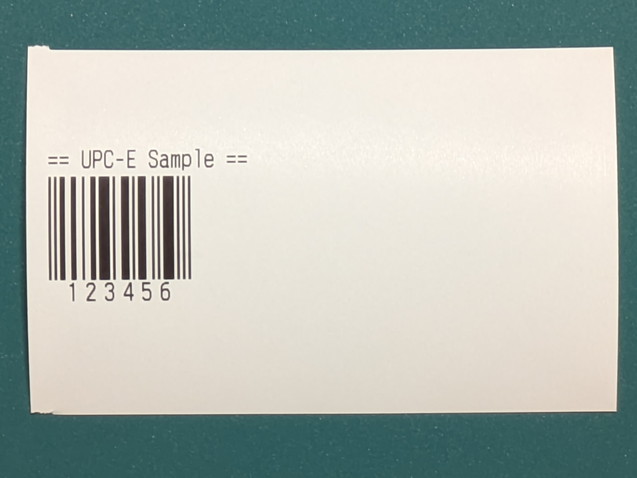 == UPC-E Sample ==
123456